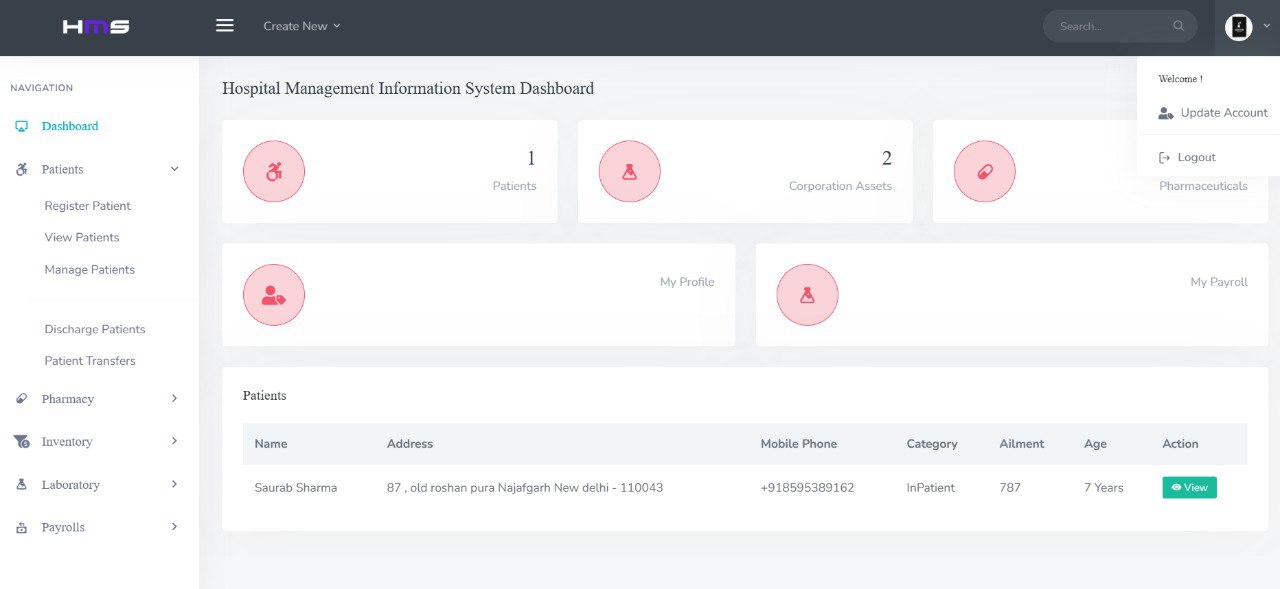 HMS
Create New
Search...
Welcome !
Update Account
Logout
NAVIGATION
Dashboard
Patients
Register Patient
View Patients
Manage Patients
Discharge Patients
Patient Transfers
Pharmacy
Inventory
Laboratory
Payrolls
Hospital Management Information System Dashboard
1
Patients
2
Corporation Assets
Pharmaceuticals
My Profile
My Payroll
Patients
Name Address Mobile Phone Category Ailment Age Action
Saurab Sharma 87 , old roshan pura Najafgarh New delhi - 110043 +918595389162 InPatient 787 7 Years View